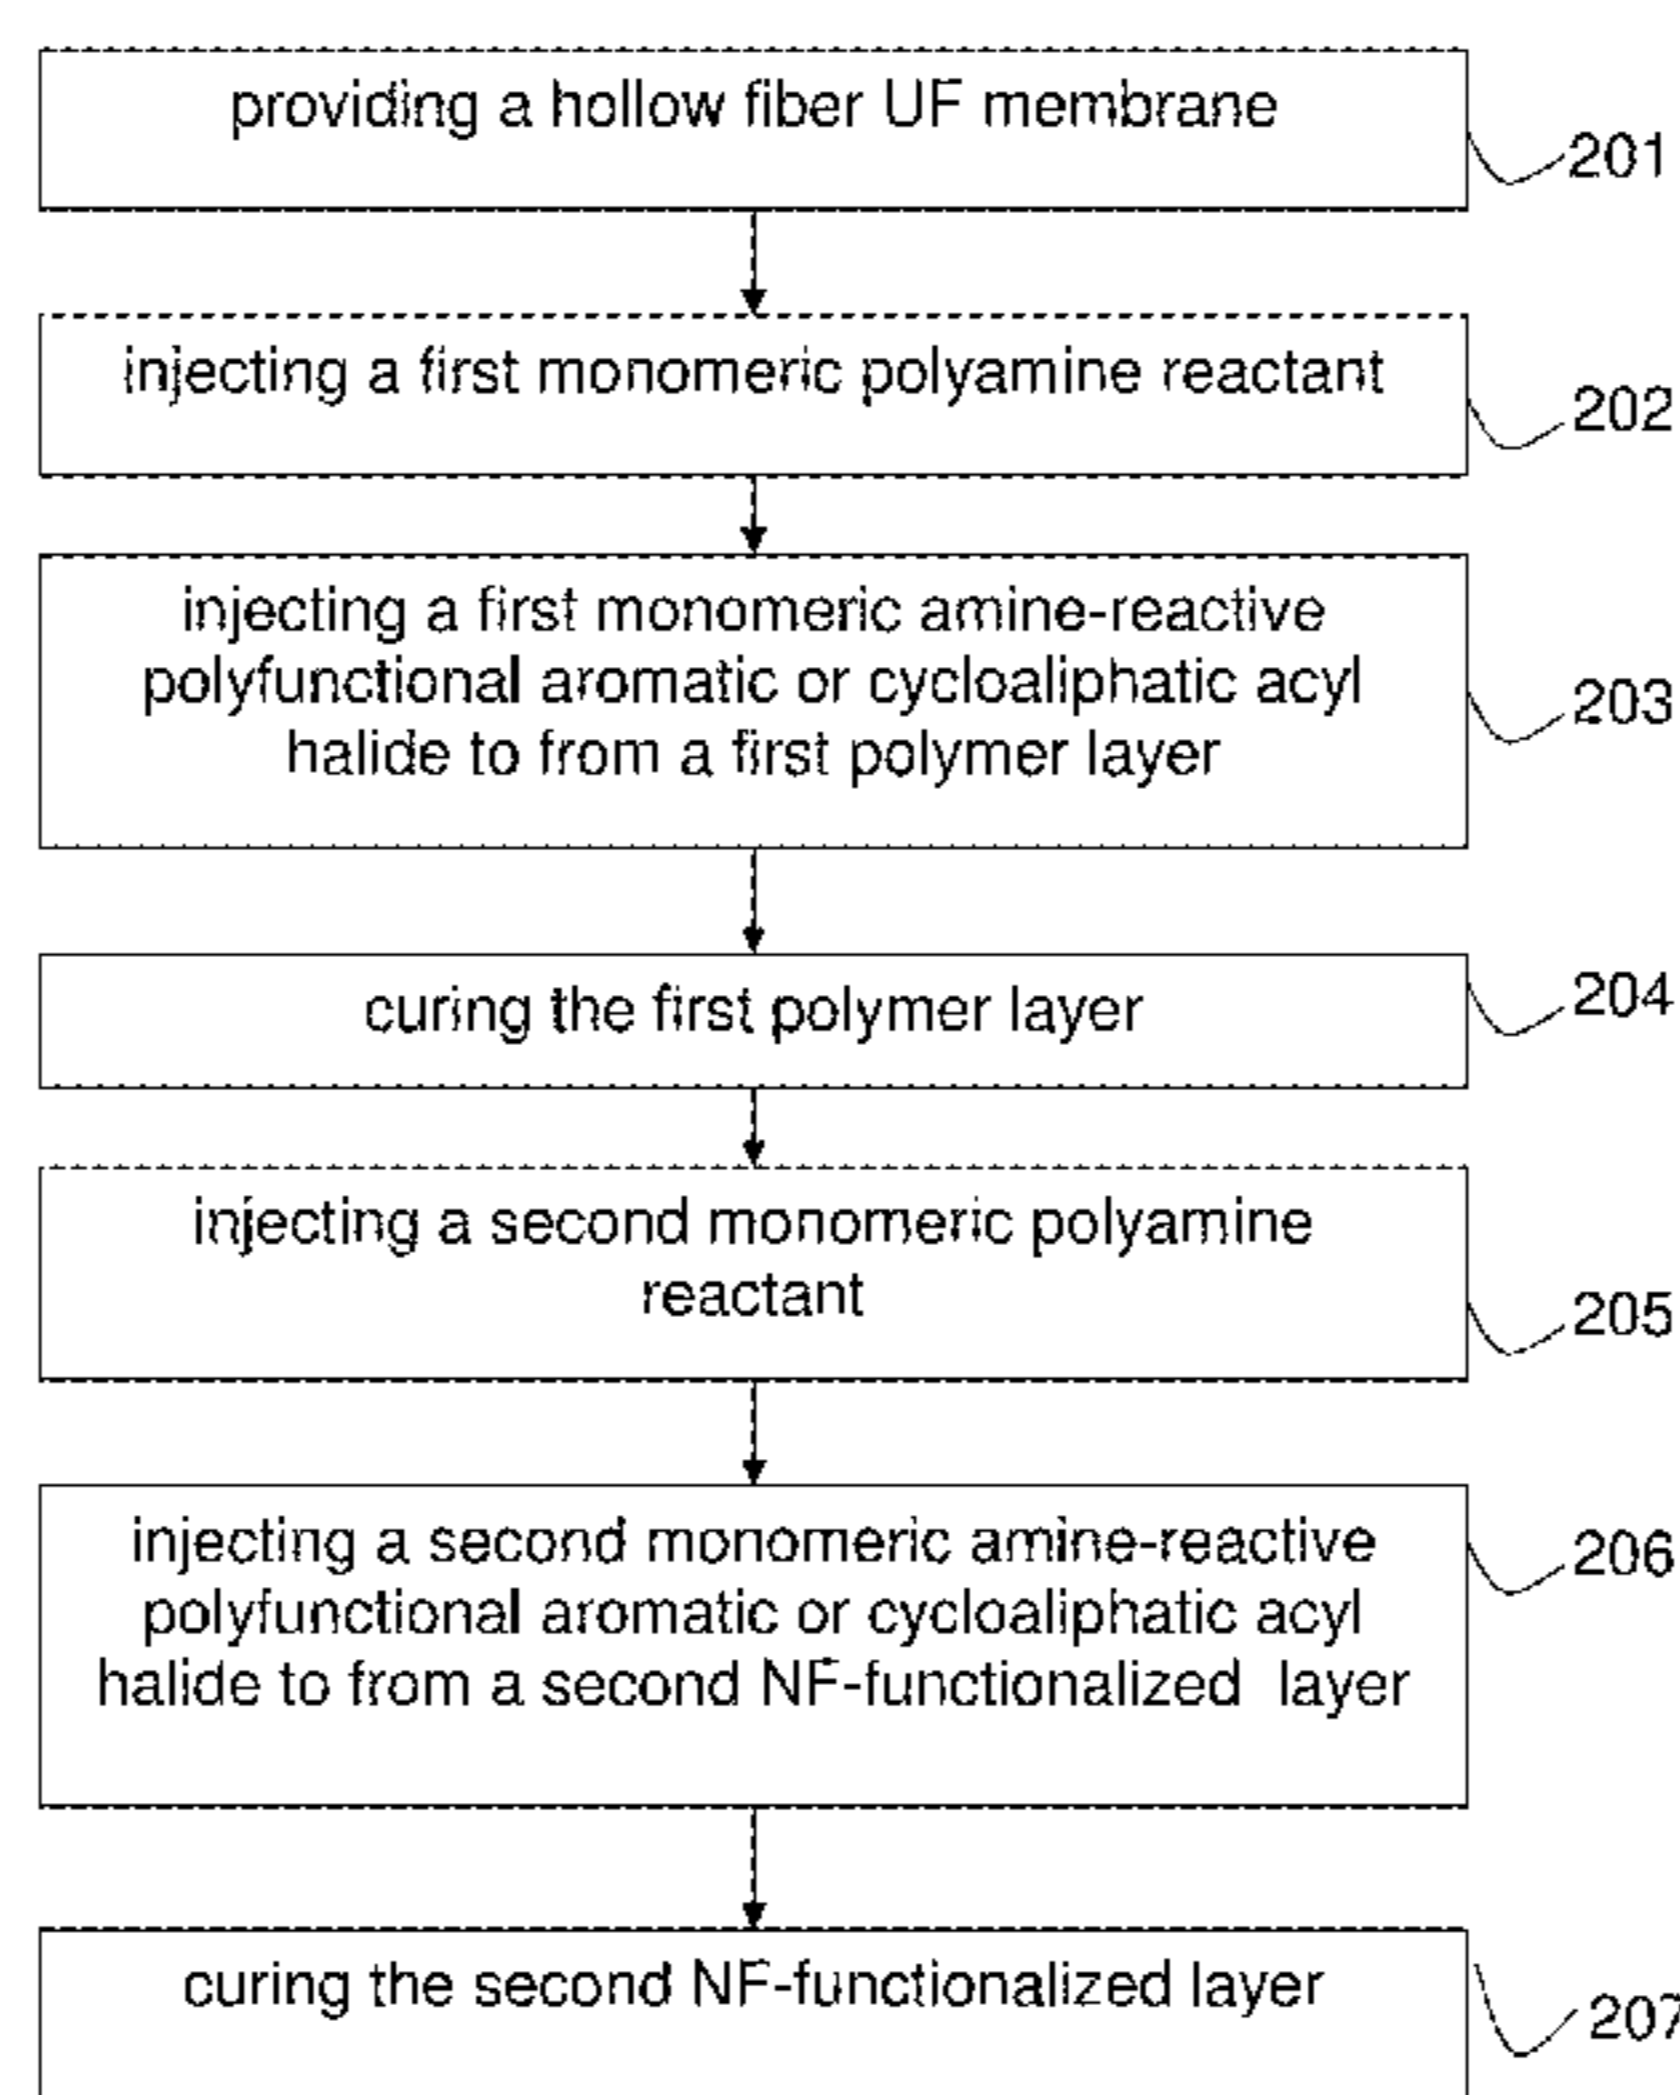 providing a hollow fiber UF membrane
201
injecting a first monomeric polyamine reactant
202
injecting a first monomeric amine-reactive
polyfunctional aromatic or cycloaliphatic acyl
halide to from a first polymer layer
203
curing the first polymer layer
204
injecting a second monomeric polyamine
reactant
205
injecting a second monomeric amine-reactive
polyfunctional aromatic or cycloaliphatic acyl
halide to from a second NF-functionalized layer
206
curing the second NF-functionalized layer
207